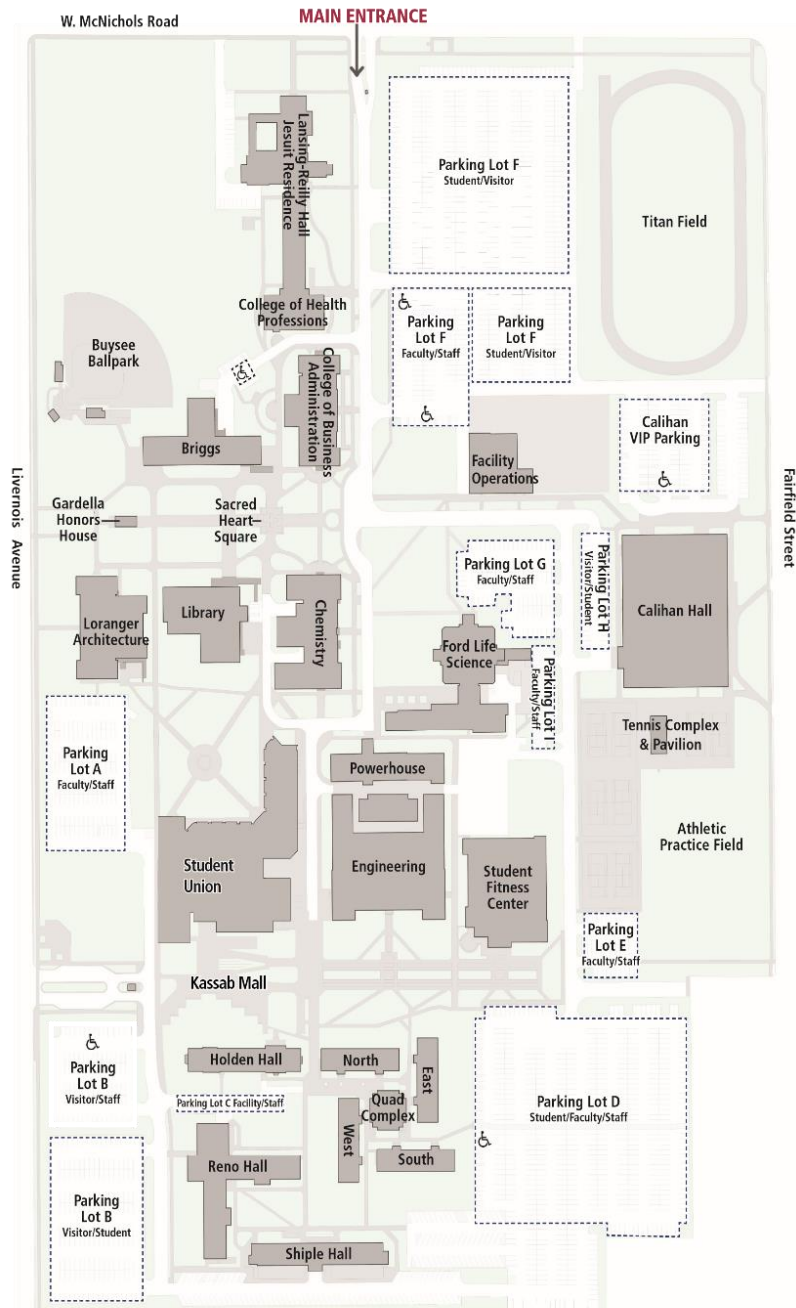 W. McNichols Road
MAIN ENTRANCE
Lansing-Reilly Hall
Jesuit Residence
Parking Lot F
Student/Visitor
Titan Field
College of Health
Professions
Parking
Lot F
Faculty/Staff
Parking
Lot F
Student/Visitor
Buysee
Ballpark
College of Business
Administration
Calihan
VIP Parking
Briggs
Facility
Operations
Livernois Avenue
Fairfield Street
Gardella
Honors
House
Sacred
Heart
Square
Parking Lot G
Faculty/Staff
Parking Lot H
Visitor/Student
Loranger
Architecture
Library
Chemistry
Ford Life
Science
Calihan Hall
Parking Lot I
Faculty/Staff
Parking
Lot A
Faculty/Staff
Tennis Complex
& Pavilion
Powerhouse
Student
Union
Engineering
Student
Fitness
Center
Athletic
Practice Field
Parking
Lot E
Faculty/Staff
Kassab Mall
Parking
Lot B
Visitor/Staff
Holden Hall
North
East
Parking Lot C Facility/Staff
Quad
Complex
West
South
Parking Lot D
Student/Faculty/Staff
Reno Hall
Parking
Lot B
Visitor/Student
Shiple Hall